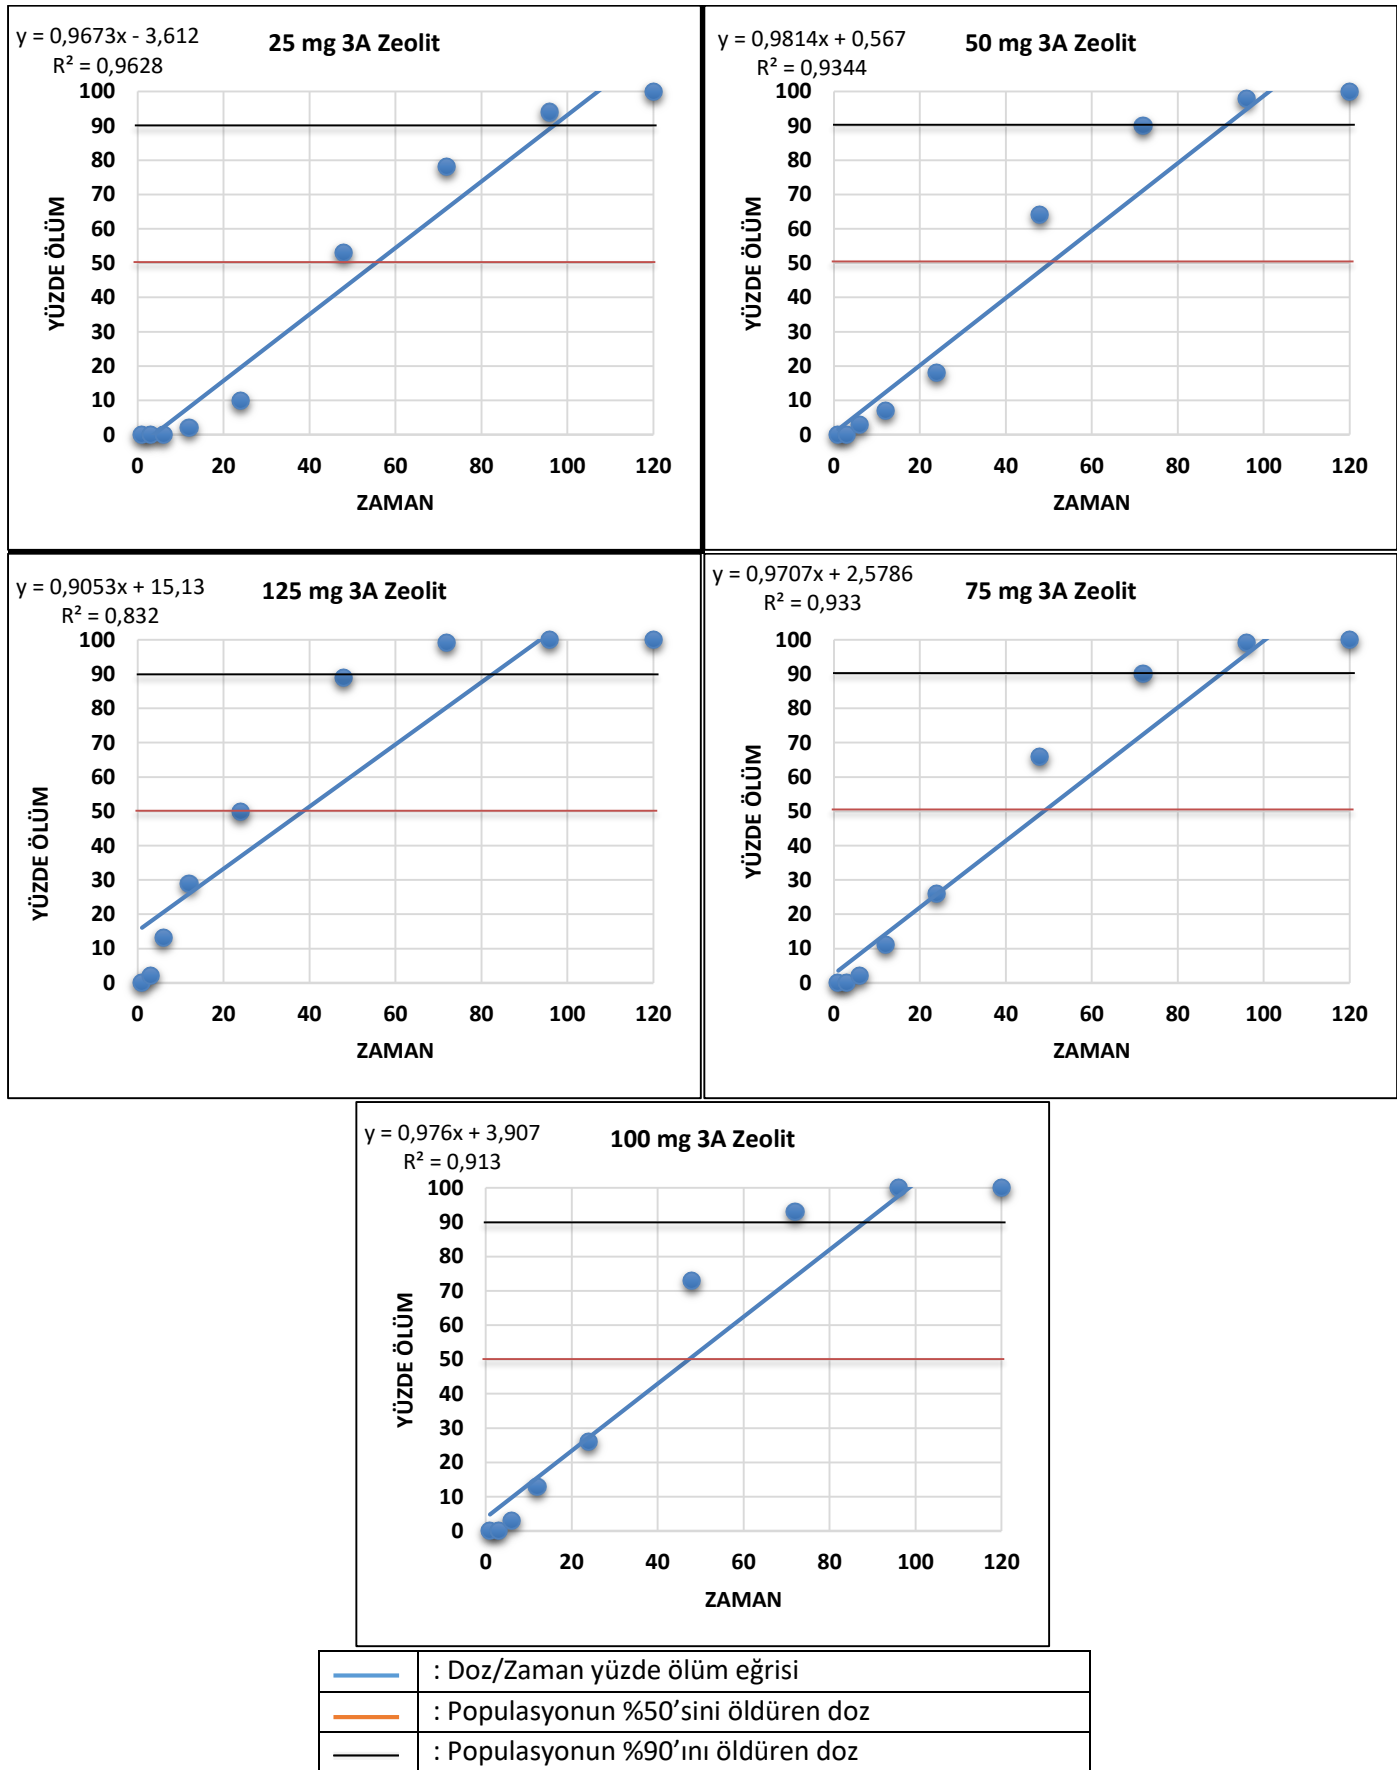 y = 0,9673x - 3,612
R² = 0,9628
25 mg 3A Zeolit
100
90
80
70
60
50
40
30
20
10
0
YÜZDE ÖLÜM
0 20 40 60 80 100 120
ZAMAN
y = 0,9814x + 0,567
R² = 0,9344
50 mg 3A Zeolit
100
90
80
70
60
50
40
30
20
10
0
YÜZDE ÖLÜM
0 20 40 60 80 100 120
ZAMAN
y = 0,9053x + 15,13
R² = 0,832
125 mg 3A Zeolit
100
90
80
70
60
50
40
30
20
10
0
YÜZDE ÖLÜM
0 20 40 60 80 100 120
ZAMAN
y = 0,9707x + 2,5786
R² = 0,933
75 mg 3A Zeolit
100
90
80
70
60
50
40
30
20
10
0
YÜZDE ÖLÜM
0 20 40 60 80 100 120
ZAMAN
y = 0,976x + 3,907
R² = 0,913
100 mg 3A Zeolit
100
90
80
70
60
50
40
30
20
10
0
YÜZDE ÖLÜM
0 20 40 60 80 100 120
ZAMAN
: Doz/Zaman yüzde ölüm eğrisi
: Populasyonun %50’sini öldüren doz
: Populasyonun %90’ını öldüren doz